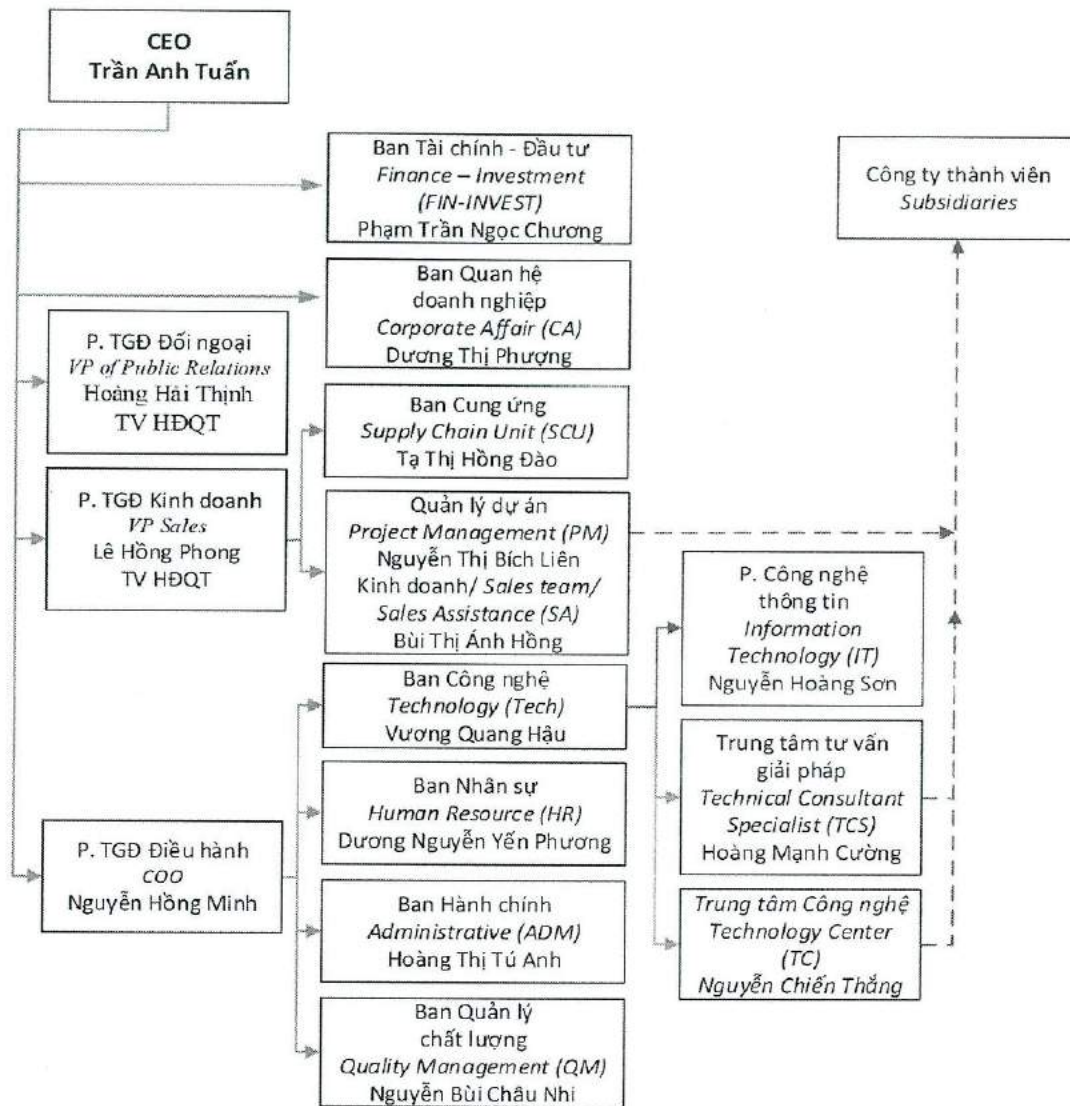 CEO
Trần Anh Tuấn
Ban Tài chính - Đầu tư
Finance – Investment
(FIN-INVEST)
Phạm Trần Ngọc Chương
Công ty thành viên
Subsidiaries
Ban Quan hệ
doanh nghiệp
Corporate Affair (CA)
Dương Thị Phượng
P. TGĐ Đối ngoại
VP of Public Relations
Hoàng Hải Thịnh
TV HĐQT
Ban Cung ứng
Supply Chain Unit (SCU)
Tạ Thị Hồng Đào
P. TGĐ Kinh doanh
VP Sales
Lê Hồng Phong
TV HĐQT
Quản lý dự án
Project Management (PM)
Nguyễn Thị Bích Liên
Kinh doanh/ Sales team/
Sales Assistance (SA)
Bùi Thị Ánh Hồng
P. Công nghệ
thông tin
Information
Technology (IT)
Nguyễn Hoàng Sơn
Ban Công nghệ
Technology (Tech)
Vương Quang Hậu
Trung tâm tư vấn
giải pháp
Technical Consultant
Specialist (TCS)
Hoàng Mạnh Cường
Ban Nhân sự
Human Resource (HR)
Dương Nguyễn Yến Phương
P. TGĐ Điều hành
COO
Nguyễn Hồng Minh
Ban Hành chính
Administrative (ADM)
Hoàng Thị Tú Anh
Trung tâm Công nghệ
Technology Center
(TC)
Nguyễn Chiến Thắng
Ban Quản lý
chất lượng
Quality Management (QM)
Nguyễn Bùi Châu Nhi